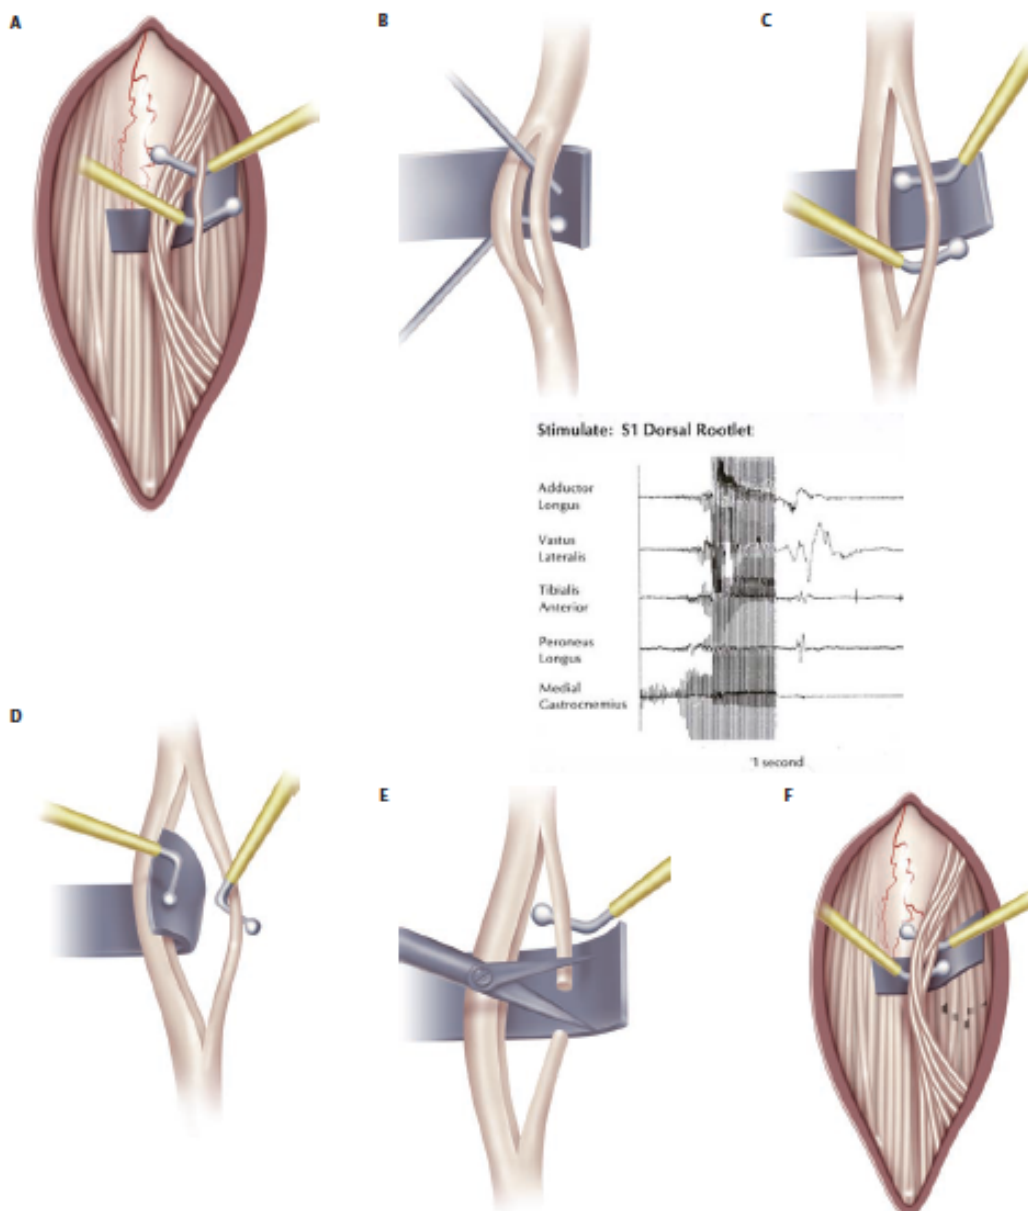 A
B
C
Stimulate: S1 Dorsal Rootlet
Adductor
Longus
Vastus
Lateralis
Tibialis
Anterior
Peroneus
Longus
Medial
Gastrocnemius
1 second
D
E
F